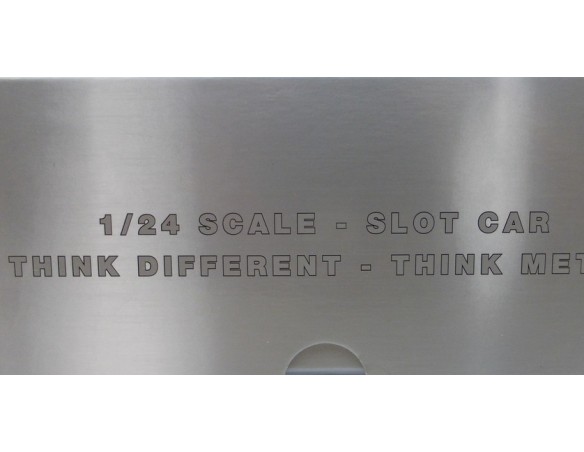 1/24 SCALE - SLOT CAR
THINK DIFFERENT - THINK MET